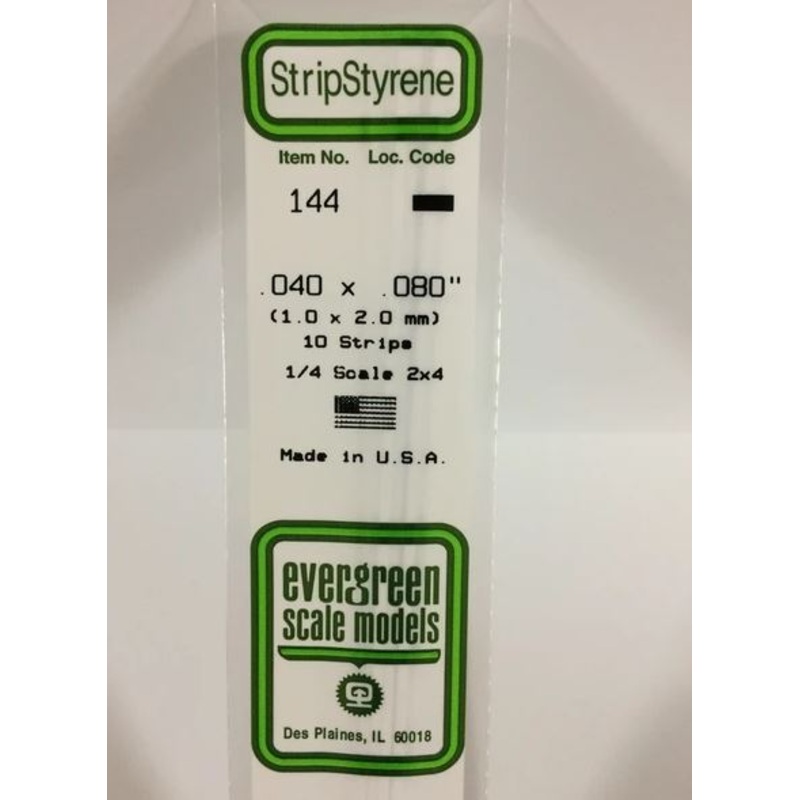 StripStyrene
Item No. Loc. Code
144
.040 x .080"
(1.0 x 2.0 mm)
10 Strips
1/4 Scale 2x4
Made in U.S.A.
evergreen
scale models
Des Plaines, IL 60018